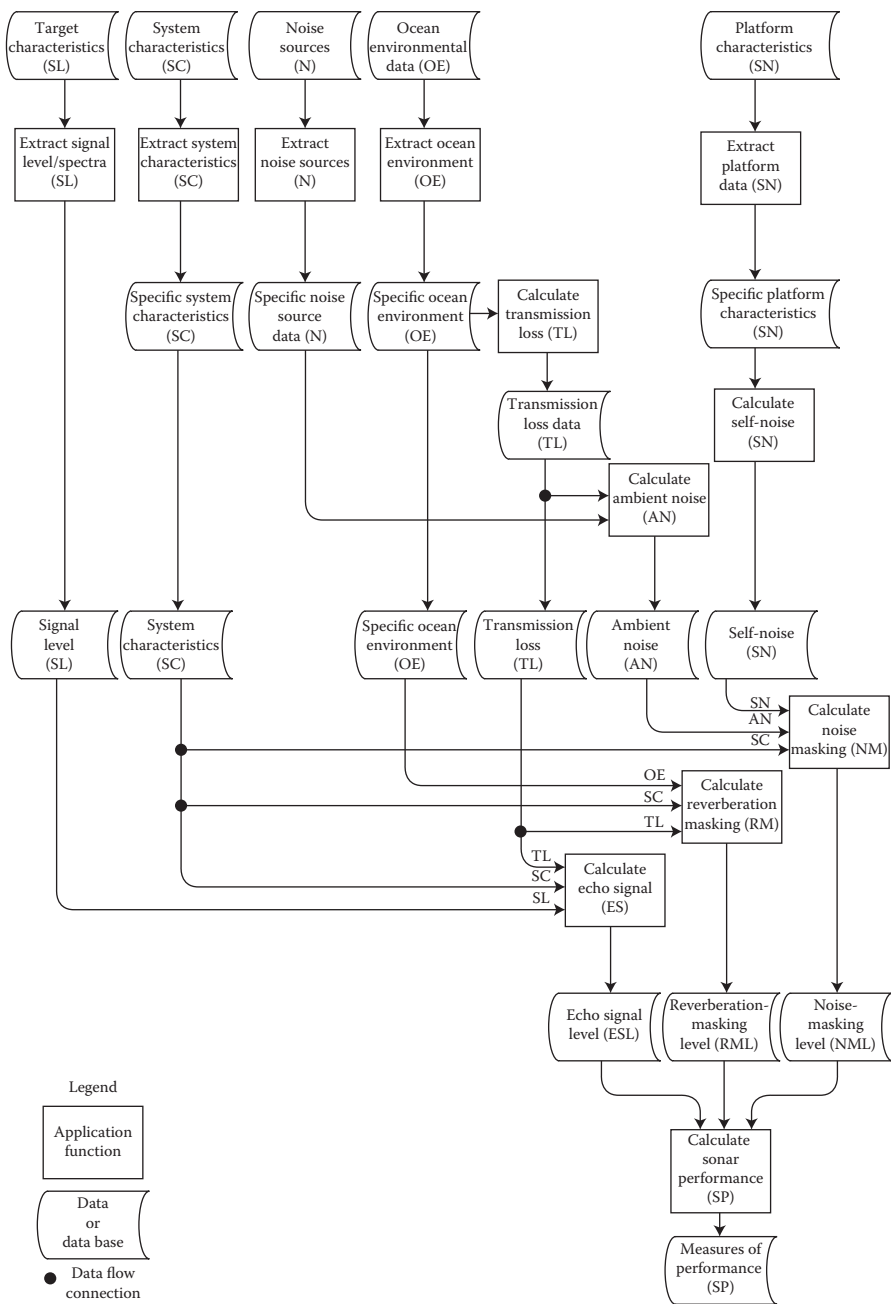 Target
characteristics
(SL)
System
characteristics
(SC)
Noise
sources
(N)
Ocean
environmental
data (OE)
Platform
characteristics
(SN)
Extract signal
level/spectra
(SL)
Extract system
characteristics
(SC)
Extract
noise sources
(N)
Extract ocean
environment
(OE)
Extract
platform
data (SN)
Specific system
characteristics
(SC)
Specific noise
source
data (N)
Specific ocean
environment
(OE)
Calculate
transmission
loss (TL)
Specific platform
characteristics
(SN)
Transmission
loss data
(TL)
Calculate
self-noise
(SN)
Calculate
ambient noise
(AN)
Signal
level
(SL)
System
characteristics
(SC)
Specific ocean
environment
(OE)
Transmission
loss
(TL)
Ambient
noise
(AN)
Self-noise
(SN)
SN
AN
SC
Calculate
noise
masking (NM)
OE
SC
TL
Calculate
reverberation
masking (RM)
TL
SC
SL
Calculate
echo signal
(ES)
Echo signal
level (ESL)
Reverberation-
masking
level (RML)
Noise-
masking
level (NML)
Legend
Application
function
Data
or
data base
Data flow
connection
Calculate
sonar
performance
(SP)
Measures of
performance
(SP)